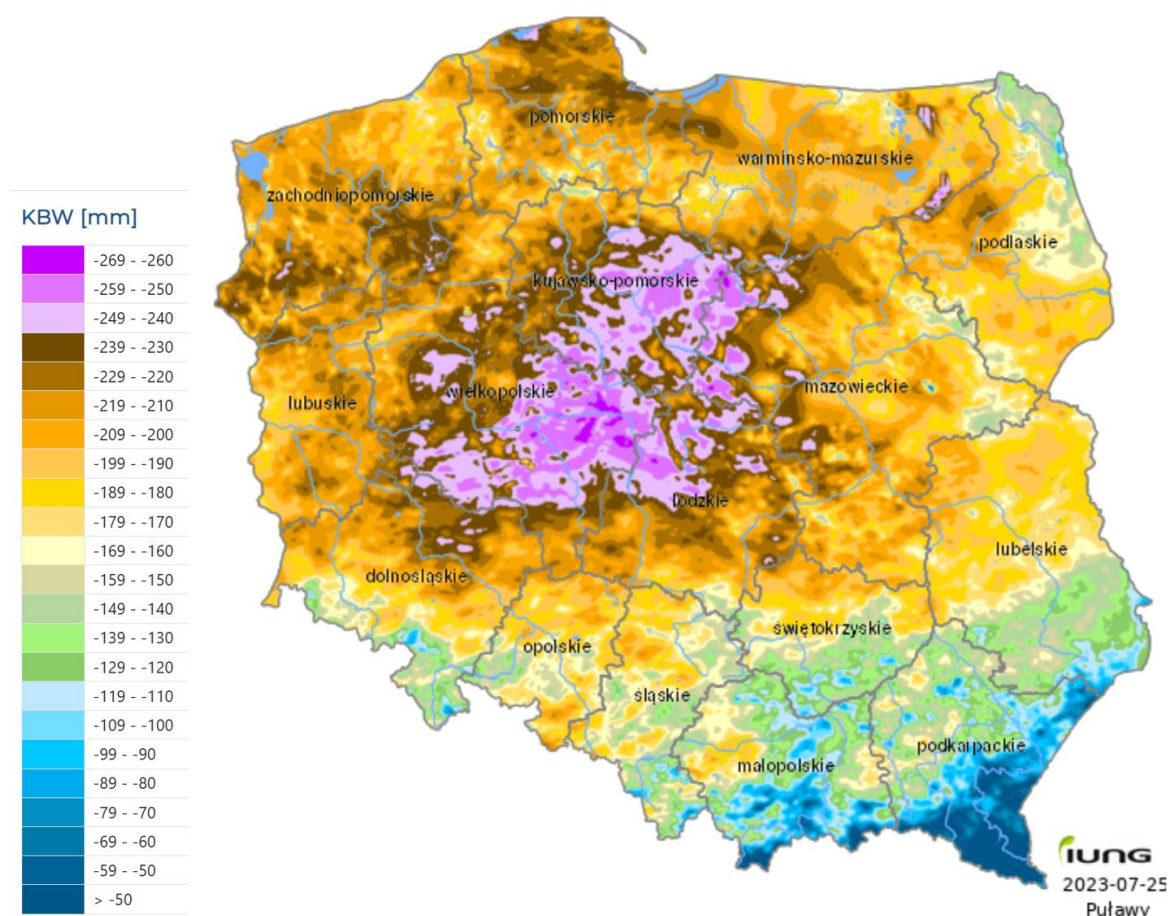 pomorskie
warmińsko-mazurskie
zachodniopomorskie
podlaskie
kujawsko-pomorskie
wielkopolskie
mazowieckie
lubuskie
łódzkie
lubelskie
dolnośląskie
świętokrzyskie
opolskie
śląskie
podkarpackie
małopolskie
KBW [mm]
-269 - -260
-259 - -250
-249 - -240
-239 - -230
-229 - -220
-219 - -210
-209 - -200
-199 - -190
-189 - -180
-179 - -170
-169 - -160
-159 - -150
-149 - -140
-139 - -130
-129 - -120
-119 - -110
-109 - -100
-99 - -90
-89 - -80
-79 - -70
-69 - -60
-59 - -50
> -50
IUNG
2023-07-25
Puławy